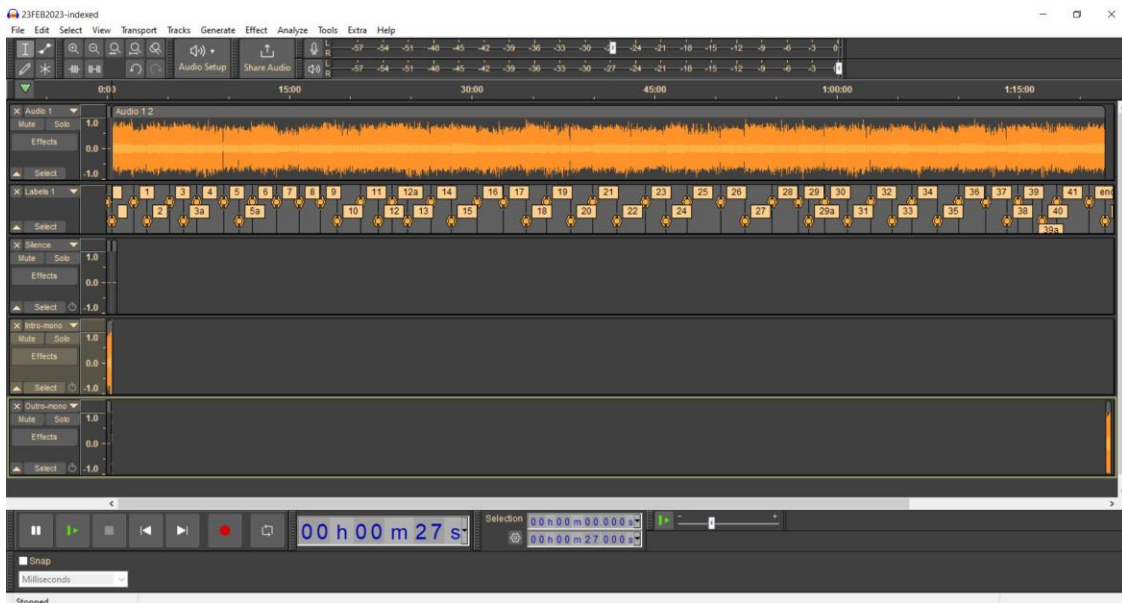 23FEB2023-indexed
File Edit Select View Transport Tracks Generate Effect Analyze Tools Extra Help
L
R -57 -54 -51 -48 -45 -42 -39 -36 -33 -30 -24 -21 -18 -15 -12 -9 -6 -3 0
Audio Setup Share Audio
L
R -57 -54 -51 -48 -45 -42 -39 -36 -33 -30 -27 -24 -21 -18 -15 -12 -9 -6 -3
15:00 30:00 45:00 1:00:00 1:15:00
Audio 1 Audio 1 2
Mute Solo 1.0
Effects 0.0
Select -1.0
Labels 1 1 3 4 5 6 7 8 9 11 12a 14 16 17 19 21 23 25 26 28 29 30 32 34 36 37 39 41
2 3a 5a 10 12 13 15 18 20 22 24 27 29a 31 33 35 38 40
Select 39a
Silence
Mute Solo 1.0
Effects 0.0
Select -1.0
Intro-mono
Mute Solo 1.0
Effects 0.0
Select -1.0
Outro-mono
Mute Solo 1.0
Effects 0.0
Select -1.0
00 h 00 m 27 s
Selection 00 h 00 m 00.000 s
00 h 00 m 27.000 s
Snap
Milliseconds
Stopped